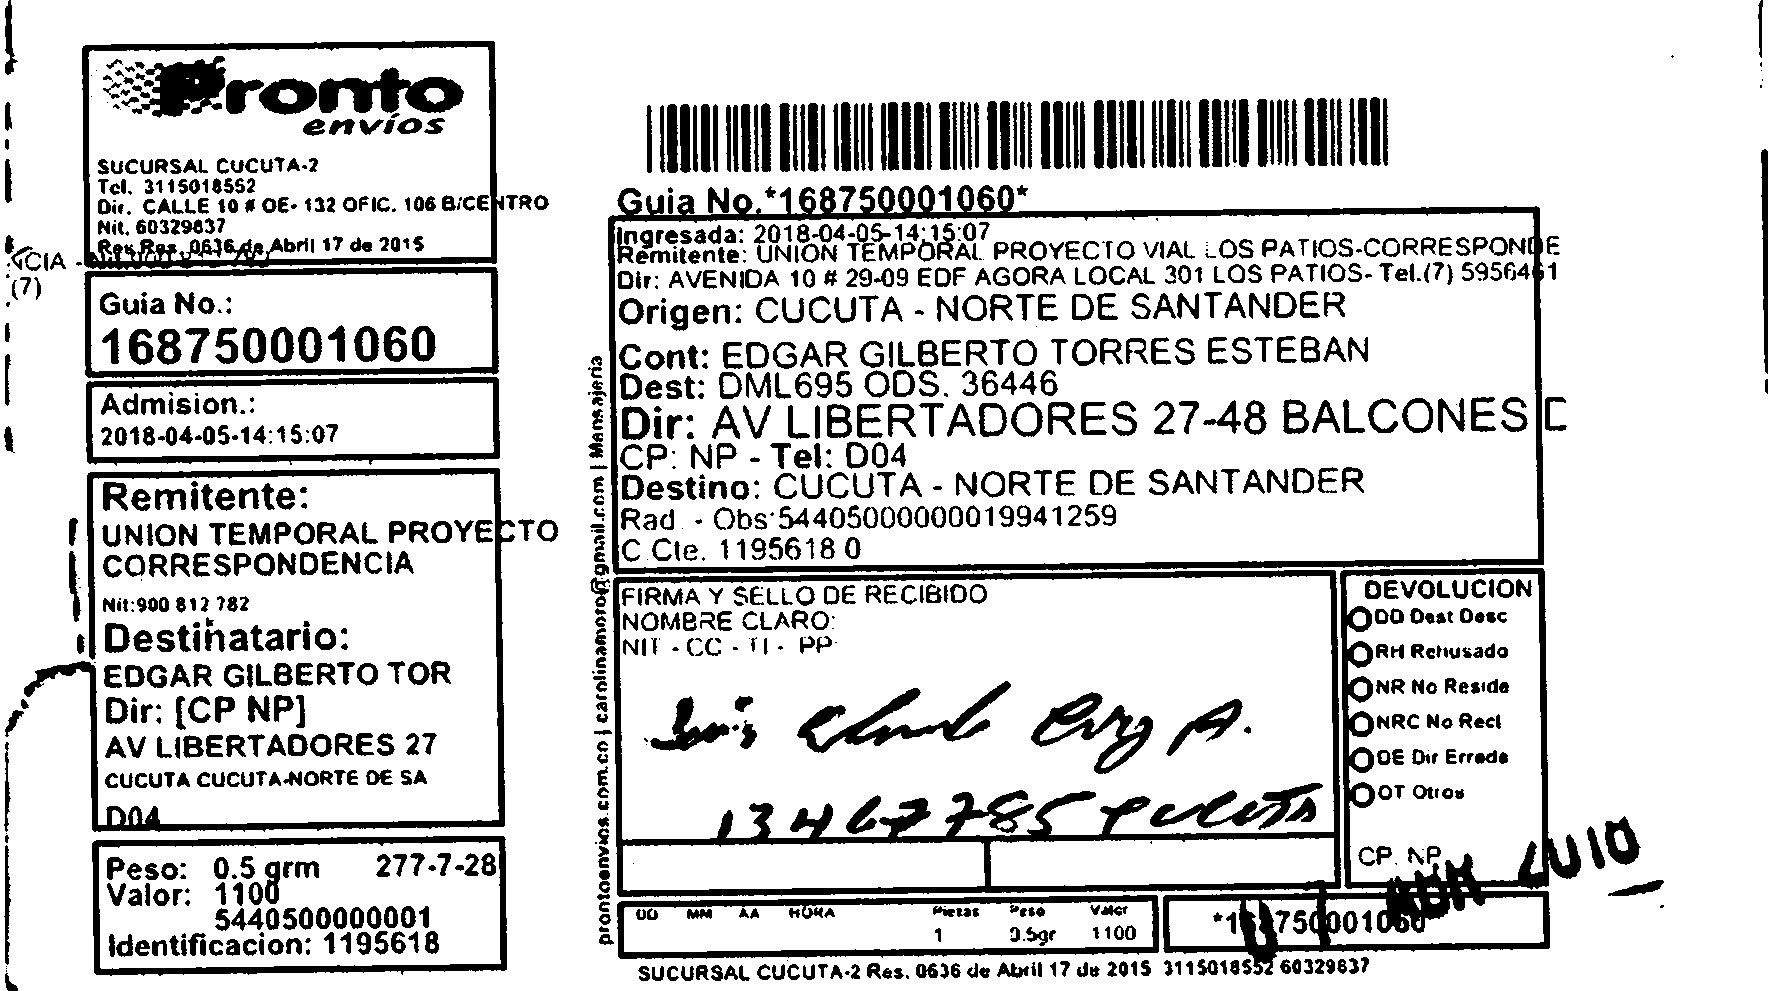 Pronto
envíos
SUCURSAL CUCUTA-2
Tel. 3115018552
Dir. CALLE 10 # OE- 132 OFIC. 106 B/CENTRO
Nit. 60329837
Res. 0636 de Abril 17 de 2015
(7)
Guia No.:
168750001060
Admision.:
2018-04-05-14:15:07
Remitente:
UNION TEMPORAL PROYECTO
CORRESPONDENCIA
Nit:900 812 782
Destinatario:
EDGAR GILBERTO TOR
Dir: [CP NP]
AV LIBERTADORES 27
CUCUTA CUCUTA-NORTE DE SA
D04
Peso: 0.5 grm 277-7-28
Valor: 1100
5440500000001
Identificacion: 1195618
prontoenvios.com.co | carolinamoro@gmail.com | Mensajeria
Guia No.*168750001060*
Ingresada: 2018-04-05-14:15:07
Remitente: UNION TEMPORAL PROYECTO VIAL LOS PATIOS-CORRESPONDE
Dir: AVENIDA 10 # 29-09 EDF AGORA LOCAL 301 LOS PATIOS- Tel.(7) 5956461
Origen: CUCUTA - NORTE DE SANTANDER
Cont: EDGAR GILBERTO TORRES ESTEBAN
Dest: DML695 ODS. 36446
Dir: AV LIBERTADORES 27-48 BALCONES D
CP: NP - Tel: D04
Destino: CUCUTA - NORTE DE SANTANDER
Rad. - Obs:54405000000019941259
C Cte. 1195618 0
FIRMA Y SELLO DE RECIBIDO
NOMBRE CLARO:
NIT - CC - TI - PP
Luis
13467785 CUCUTA
DEVOLUCION
DD Dest Desc
RH Rehusado
NR No Reside
NRC No Recl
DE Dir Errada
OT Otros
CP. NP
DD MM AA HORA Piezas Peso Valor
1 0.5gr 1100
*168750001060*
SUCURSAL CUCUTA-2 Res. 0636 de Abril 17 de 2015 3115018552 60329837